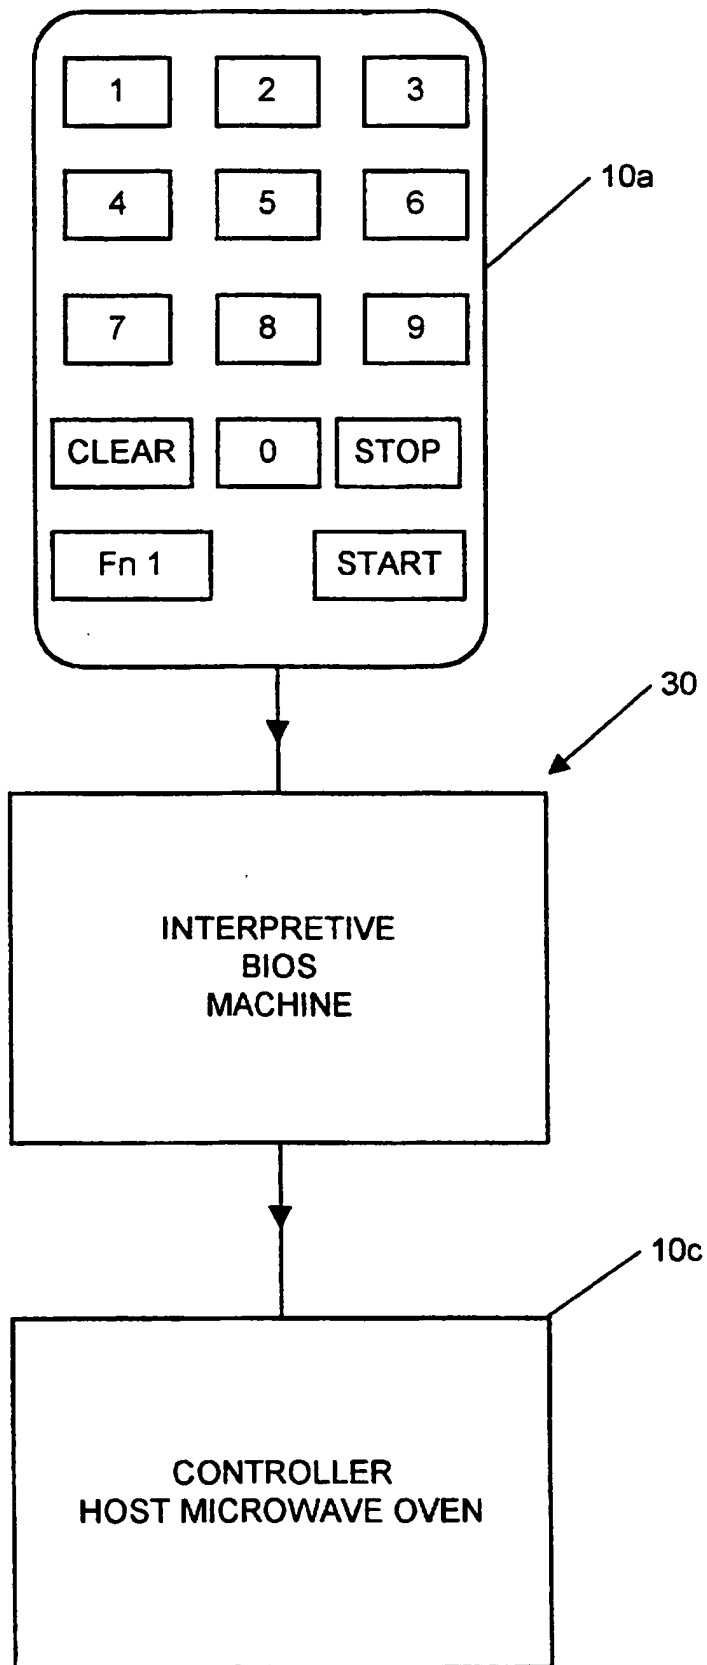 1 2 3
10a
4 5 6
7 8 9
CLEAR 0 STOP
Fn 1 START
30
INTERPRETIVE
BIOS
MACHINE
10c
CONTROLLER
HOST MICROWAVE OVEN